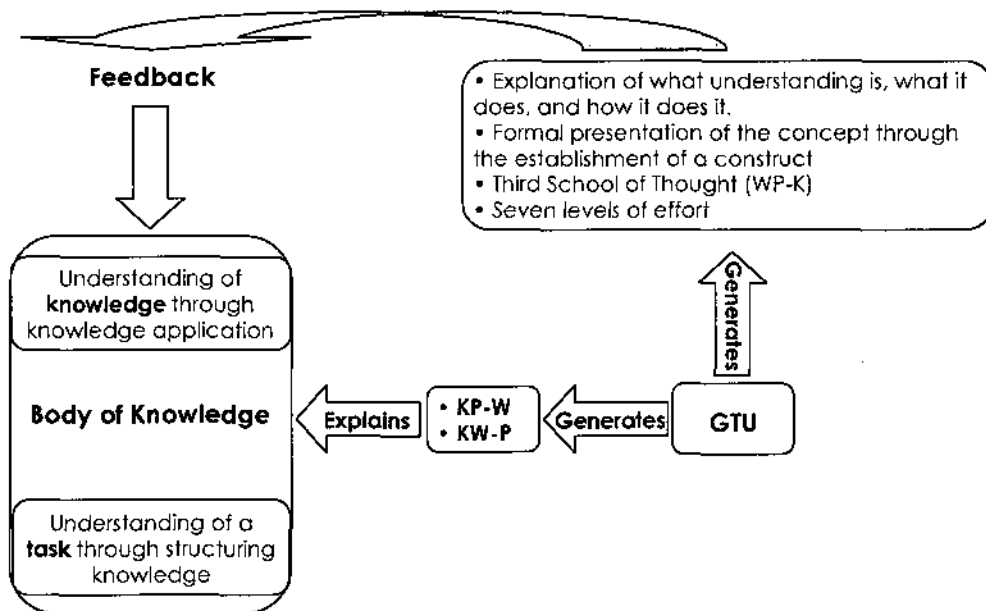 Feedback
• Explanation of what understanding is, what it
does, and how it does it.
• Formal presentation of the concept through
the establishment of a construct
• Third School of Thought (WP-K)
• Seven levels of effort
Generates
Understanding of
knowledge through
knowledge application
Body of Knowledge
Explains
• KP-W
• KW-P
Generates
GTU
Understanding of a
task through structuring
knowledge